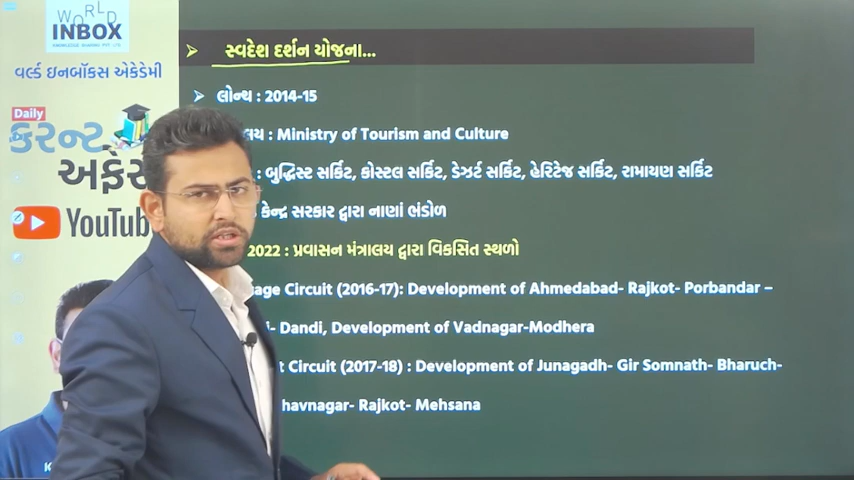 WORLD
INBOX
KNOWLEDGE SHARING PVT. LTD.
વર્લ્ડ ઇનબૉક્સ એકેડેમી
Daily
કરન્ટ
અફેર
YouTub
સ્વદેશ દર્શન યોજના...
લોન્ચ : 2014-15
લય : Ministry of Tourism and Culture
: બુદ્ધિસ્ટ સર્કિટ, કોસ્ટલ સર્કિટ, ડેઝર્ટ સર્કિટ, હેરિટેજ સર્કિટ, રામાયણ સર્કિટ
કેન્દ્ર સરકાર દ્વારા નાણાં ભંડોળ
2022 : પ્રવાસન મંત્રાલય દ્વારા વિકસિત સ્થળો
age Circuit (2016-17): Development of Ahmedabad- Rajkot- Porbandar –
- Dandi, Development of Vadnagar-Modhera
t Circuit (2017-18) : Development of Junagadh- Gir Somnath- Bharuch-
havnagar- Rajkot- Mehsana